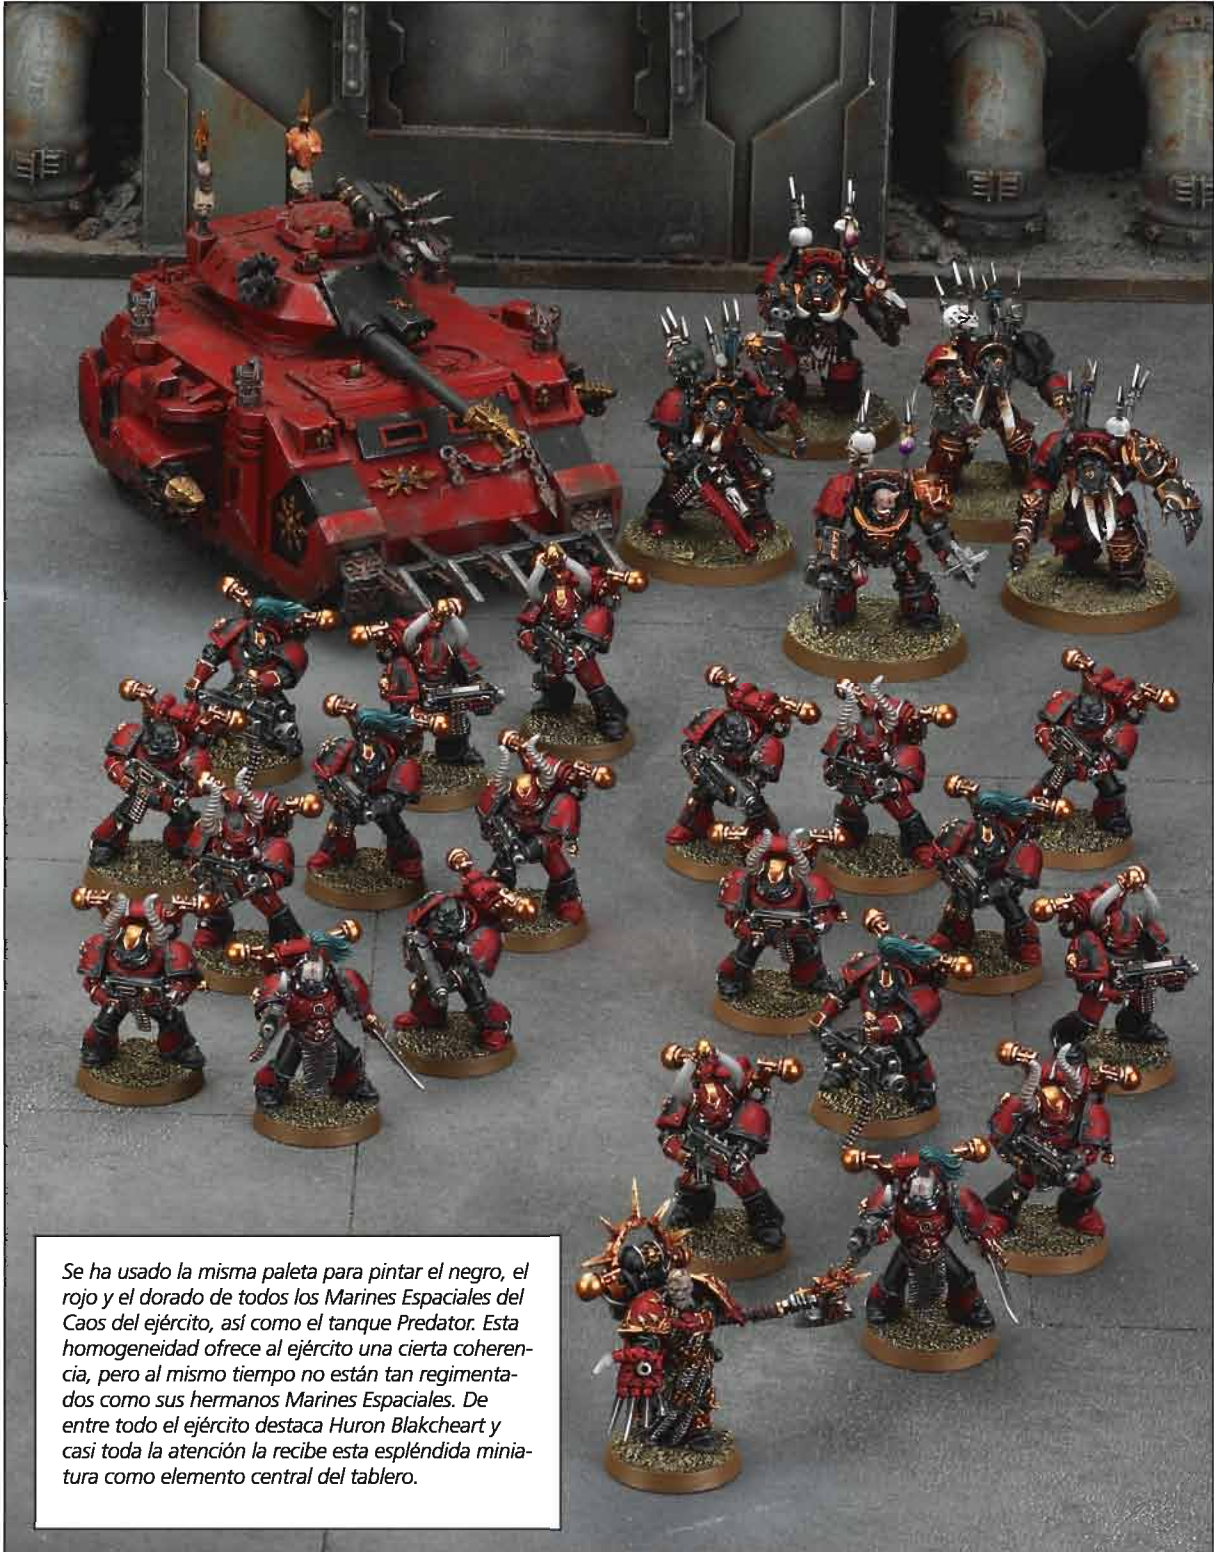 Se ha usado la misma paleta para pintar el negro, el
rojo y el dorado de todos los Marines Espaciales del
Caos del ejército, así como el tanque Predator. Esta
homogeneidad ofrece al ejército una cierta coheren-
cia, pero al mismo tiempo no están tan regimenta-
dos como sus hermanos Marines Espaciales. De
entre todo el ejército destaca Huron Blakcheart y
casi toda la atención la recibe esta espléndida minia-
tura como elemento central del tablero.